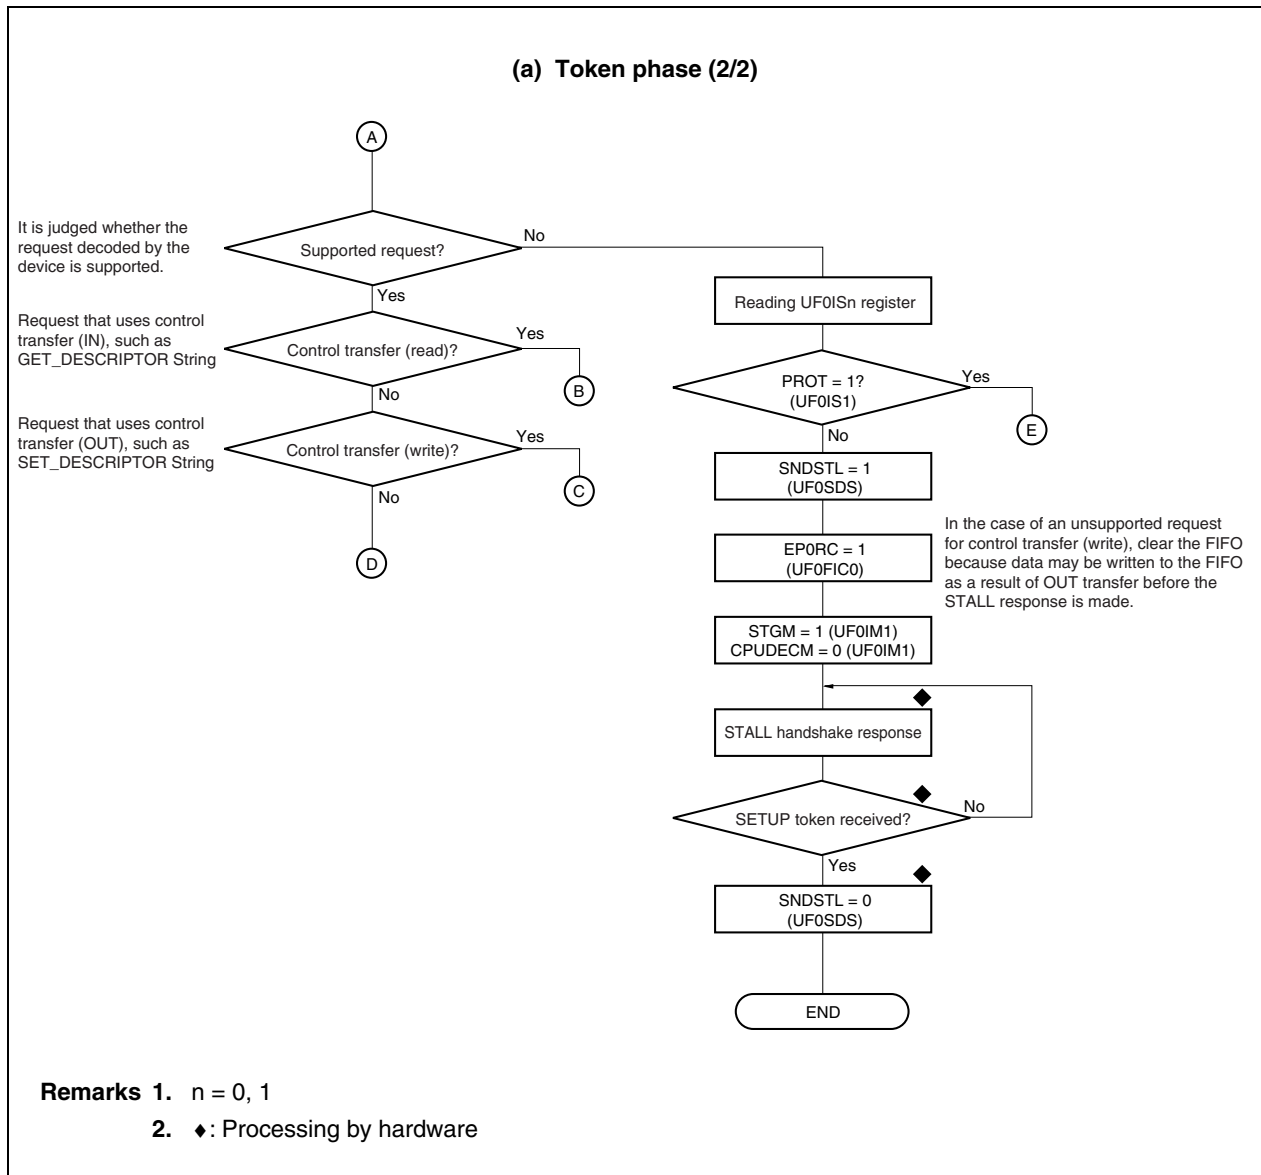 (a) Token phase (2/2)
A
It is judged whether the
request decoded by the
device is supported.
Supported request?
No
Yes
Reading UF0ISn register
Request that uses control
transfer (IN), such as
GET_DESCRIPTOR String
Control transfer (read)?
Yes
B
No
PROT = 1?
(UF0IS1)
Yes
E
No
Request that uses control
transfer (OUT), such as
SET_DESCRIPTOR String
Control transfer (write)?
Yes
C
No
D
SNDSTL = 1
(UF0SDS)
EP0RC = 1
(UF0FIC0)
In the case of an unsupported request
for control transfer (write), clear the FIFO
because data may be written to the FIFO
as a result of OUT transfer before the
STALL response is made.
STGM = 1 (UF0IM1)
CPUDECM = 0 (UF0IM1)
◆
STALL handshake response
◆
SETUP token received?
No
Yes
◆
SNDSTL = 0
(UF0SDS)
END
Remarks 1. n = 0, 1
2. ◆: Processing by hardware